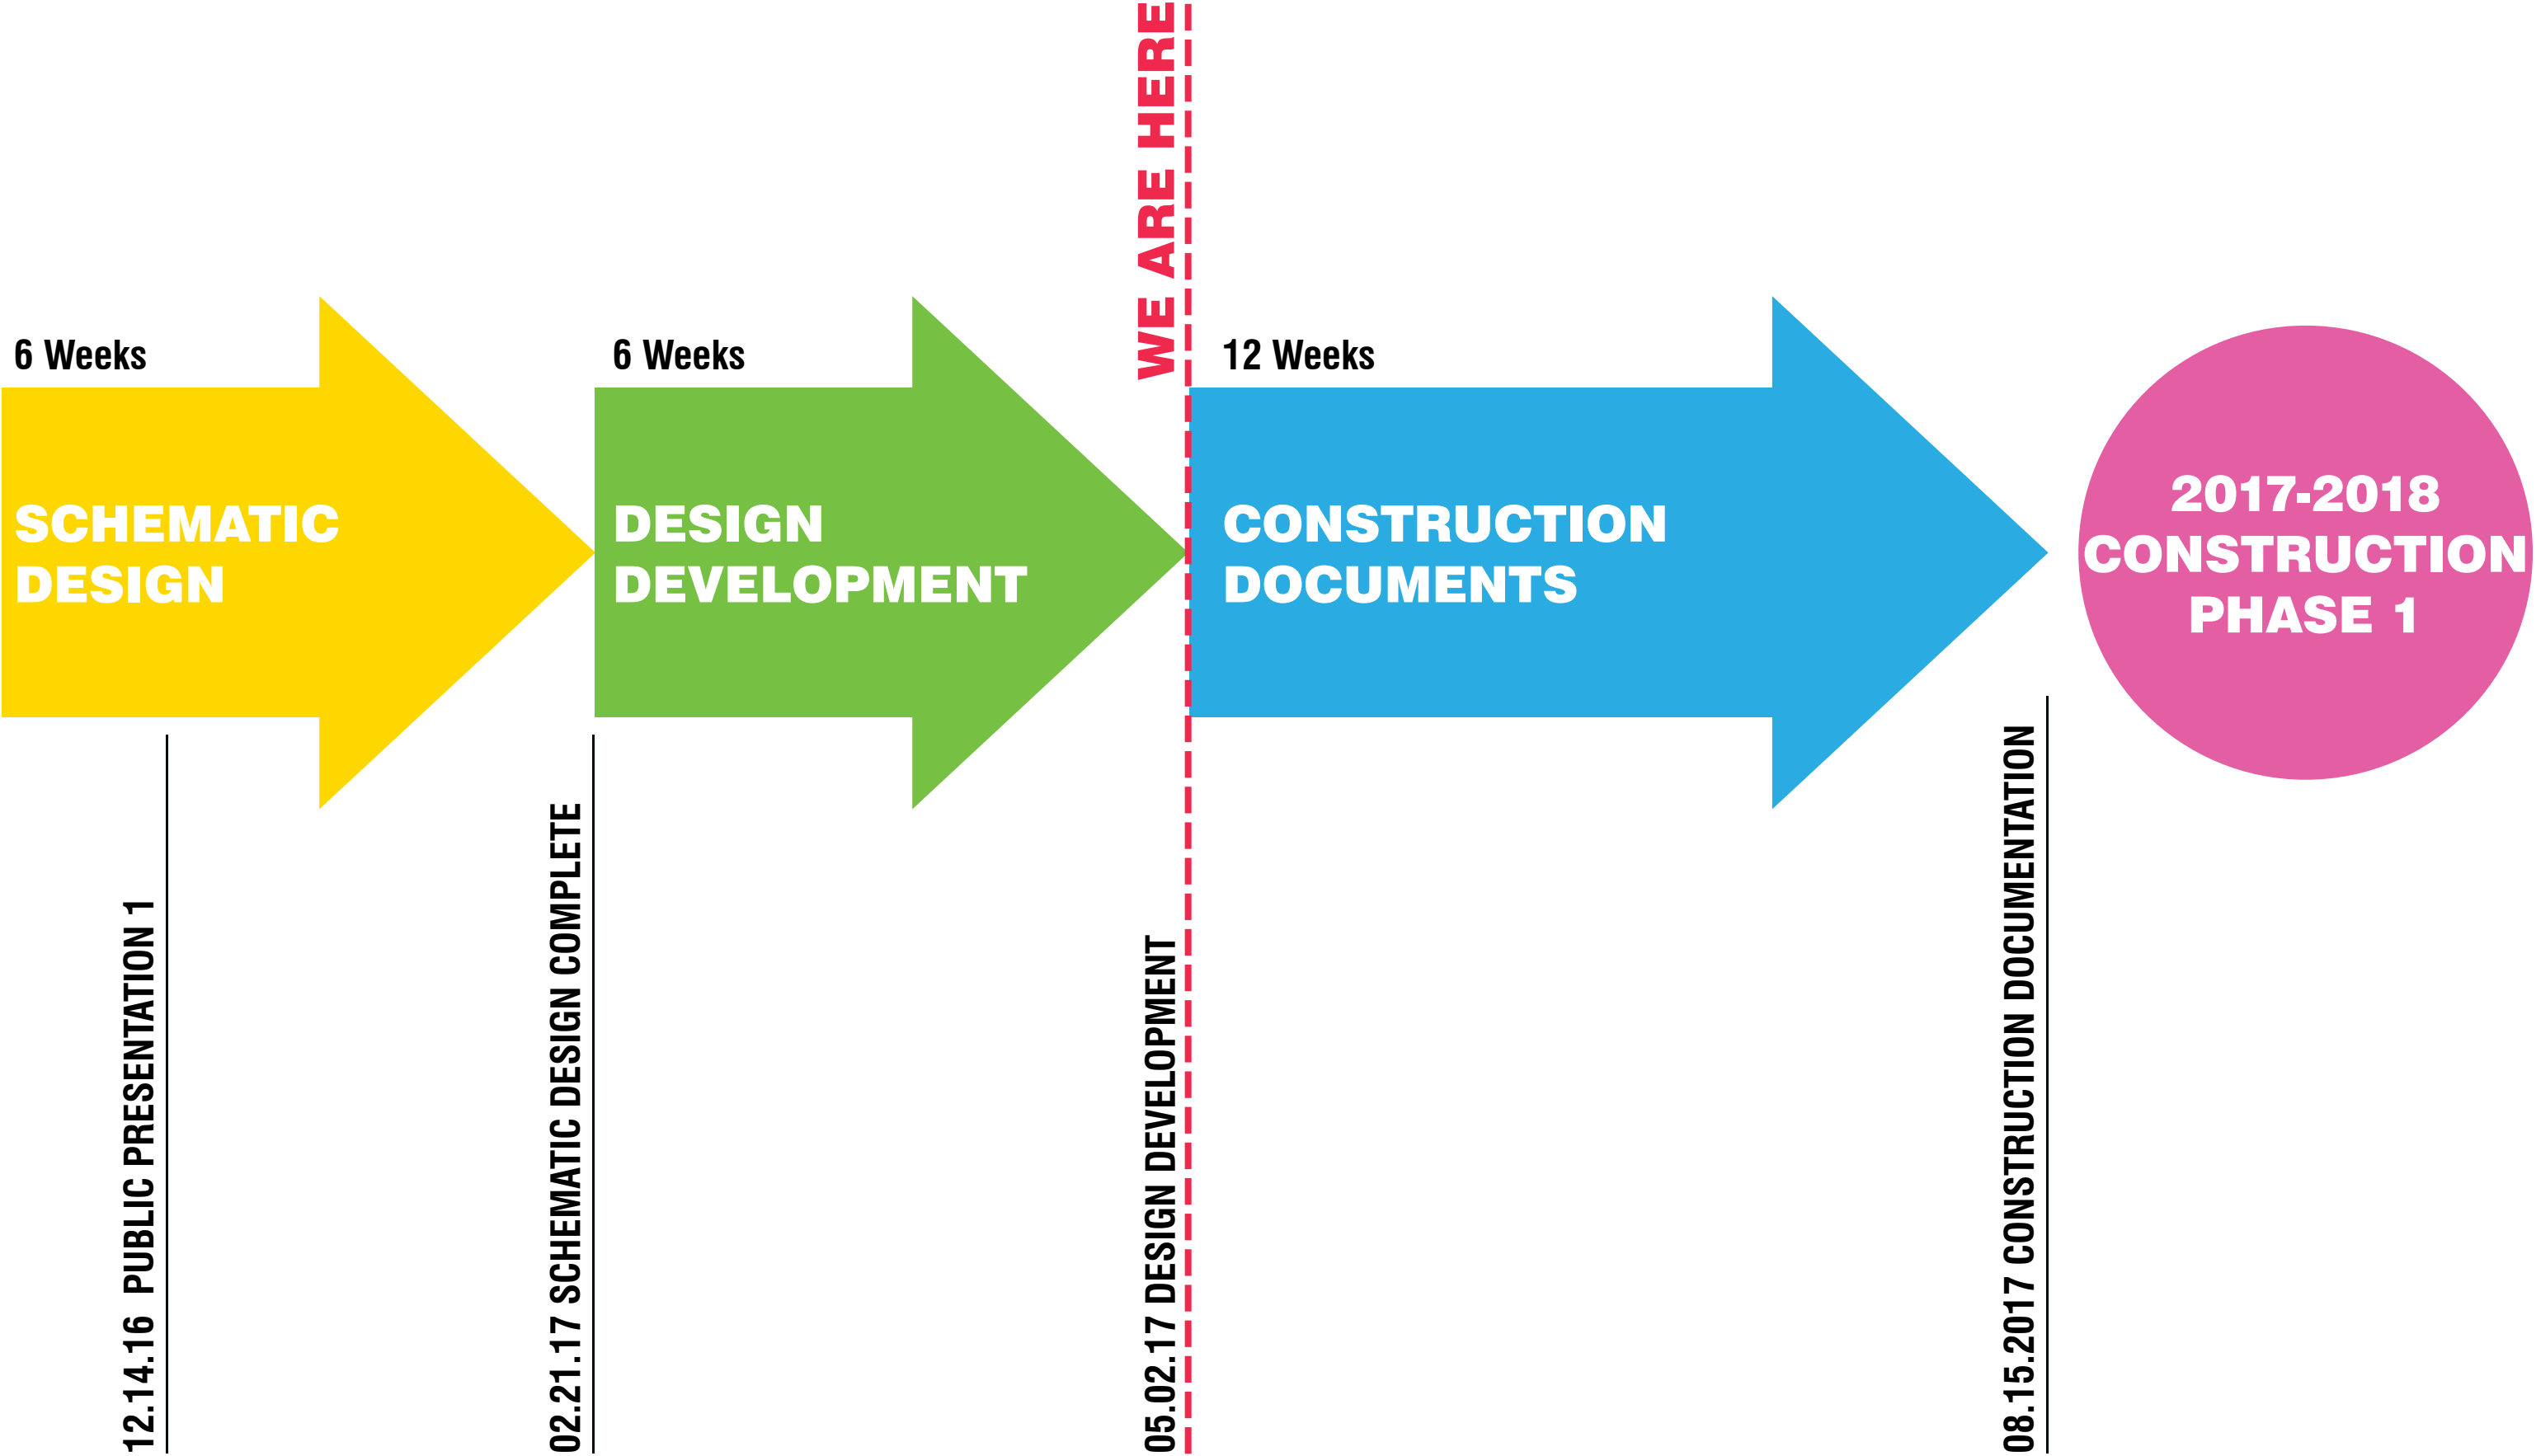 WE ARE HERE
6 Weeks
6 Weeks
12 Weeks
SCHEMATIC
DESIGN
DESIGN
DEVELOPMENT
CONSTRUCTION
DOCUMENTS
2017-2018
CONSTRUCTION
PHASE 1
12.14.16 PUBLIC PRESENTATION 1
02.21.17 SCHEMATIC DESIGN COMPLETE
05.02.17 DESIGN DEVELOPMENT
08.15.2017 CONSTRUCTION DOCUMENTATION